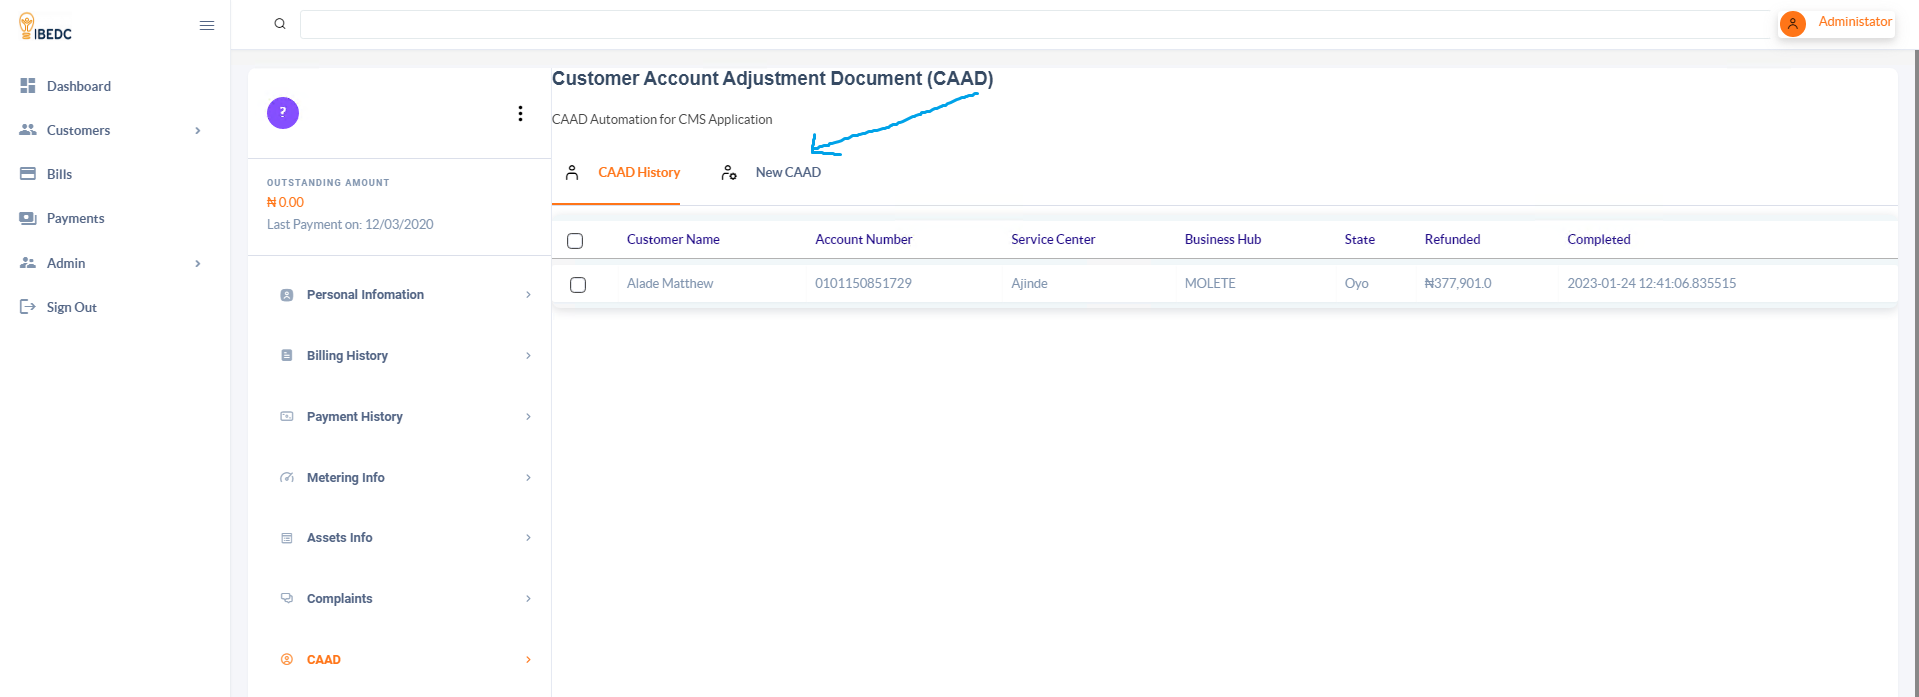 IBEDC
Administator
Dashboard
Customers
Bills
Payments
Admin
Sign Out
?
OUTSTANDING AMOUNT
₦ 0.00
Last Payment on: 12/03/2020
Personal Infomation
Billing History
Payment History
Metering Info
Assets Info
Complaints
CAAD
Customer Account Adjustment Document (CAAD)
CAAD Automation for CMS Application
CAAD History New CAAD
Customer Name Account Number Service Center Business Hub State Refunded Completed
Alade Matthew 0101150851729 Ajinde MOLETE Oyo ₦377,901.0 2023-01-24 12:41:06.835515